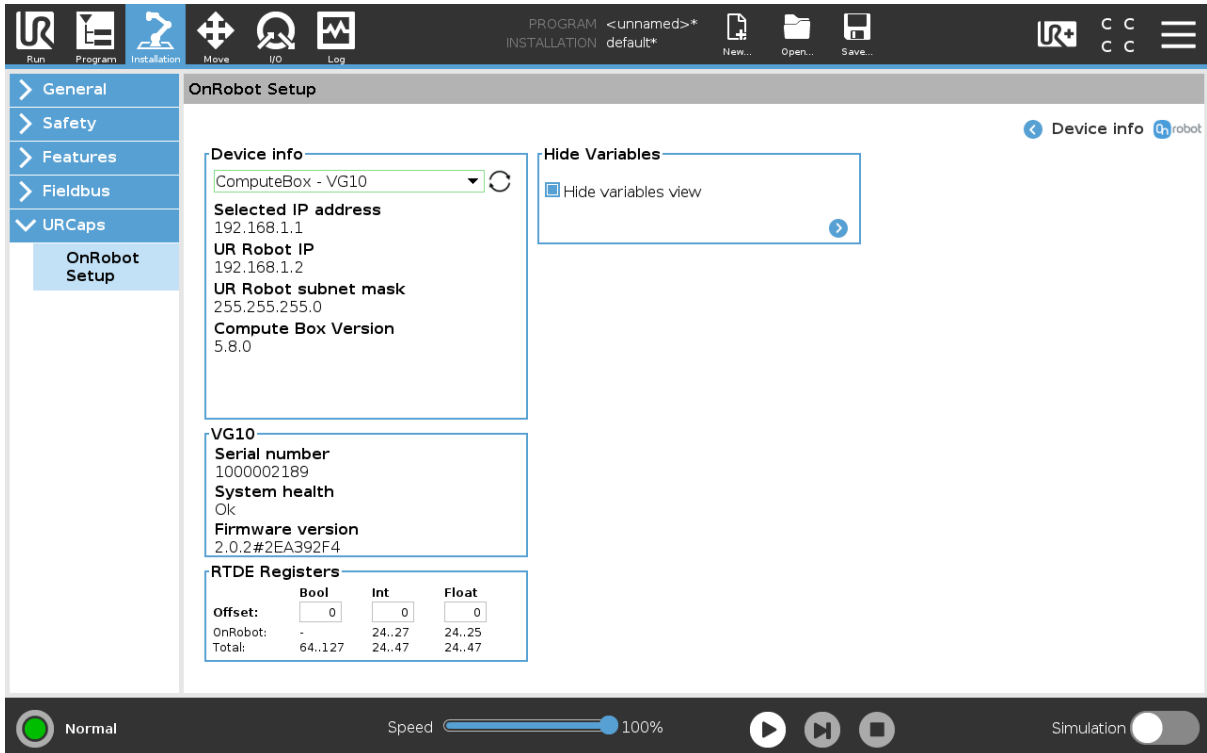 PROGRAM <unnamed>*
INSTALLATION default*
UR
Run
Program
Installation
Move
I/O
Log
New...
Open...
Save...
UR+
C C
C C
General
Safety
Features
Fieldbus
URCaps
OnRobot
Setup
OnRobot Setup
Device info
On robot
Device info
ComputeBox - VG10
Selected IP address
192.168.1.1
UR Robot IP
192.168.1.2
UR Robot subnet mask
255.255.255.0
Compute Box Version
5.8.0
Hide Variables
Hide variables view
VG10
Serial number
1000002189
System health
Ok
Firmware version
2.0.2#2EA392F4
RTDE Registers
Bool Int Float
Offset: 0 0 0
OnRobot: - 24..27 24..25
Total: 64..127 24..47 24..47
Normal
Speed 100%
Simulation